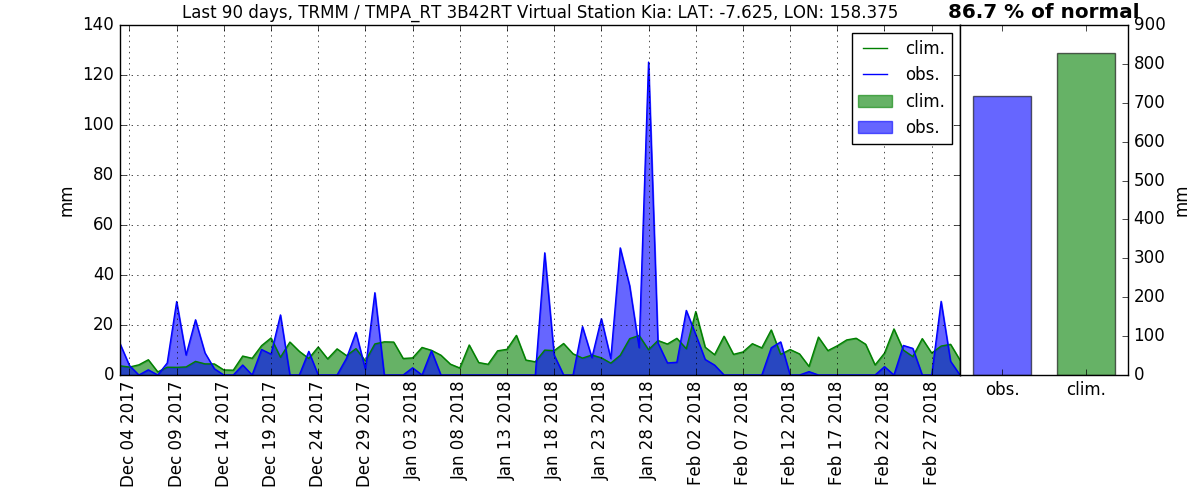 Last 90 days, TRMM / TMPA_RT 3B42RT Virtual Station Kia: LAT: -7.625, LON: 158.375
86.7 % of normal
140
120
100
80
60
40
20
0
mm
clim.
obs.
clim.
obs.
900
800
700
600
500
400
300
200
100
0
mm
Dec 04 2017
Dec 09 2017
Dec 14 2017
Dec 19 2017
Dec 24 2017
Dec 29 2017
Jan 03 2018
Jan 08 2018
Jan 13 2018
Jan 18 2018
Jan 23 2018
Jan 28 2018
Feb 02 2018
Feb 07 2018
Feb 12 2018
Feb 17 2018
Feb 22 2018
Feb 27 2018
obs.
clim.